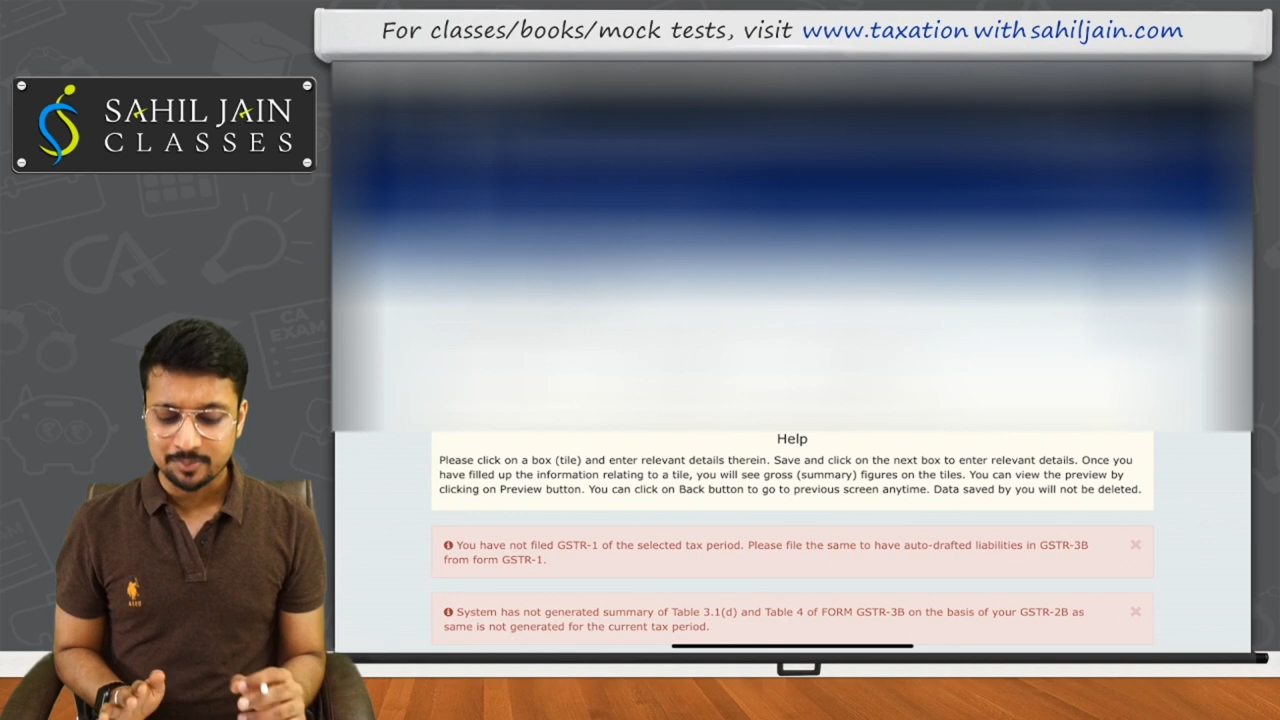 For classes/books/mock tests, visit www.taxationwithsahiljain.com
SAHIL JAIN
CLASSES
CA
CA
EXAM
Help
Please click on a box (tile) and enter relevant details therein. Save and click on the next box to enter relevant details. Once you
have filled up the information relating to a tile, you will see gross (summary) figures on the tiles. You can view the preview by
clicking on Preview button. You can click on Back button to go to previous screen anytime. Data saved by you will not be deleted.
You have not filed GSTR-1 of the selected tax period. Please file the same to have auto-drafted liabilities in GSTR-3B
from form GSTR-1.
System has not generated summary of Table 3.1(d) and Table 4 of FORM GSTR-3B on the basis of your GSTR-2B as
same is not generated for the current tax period.